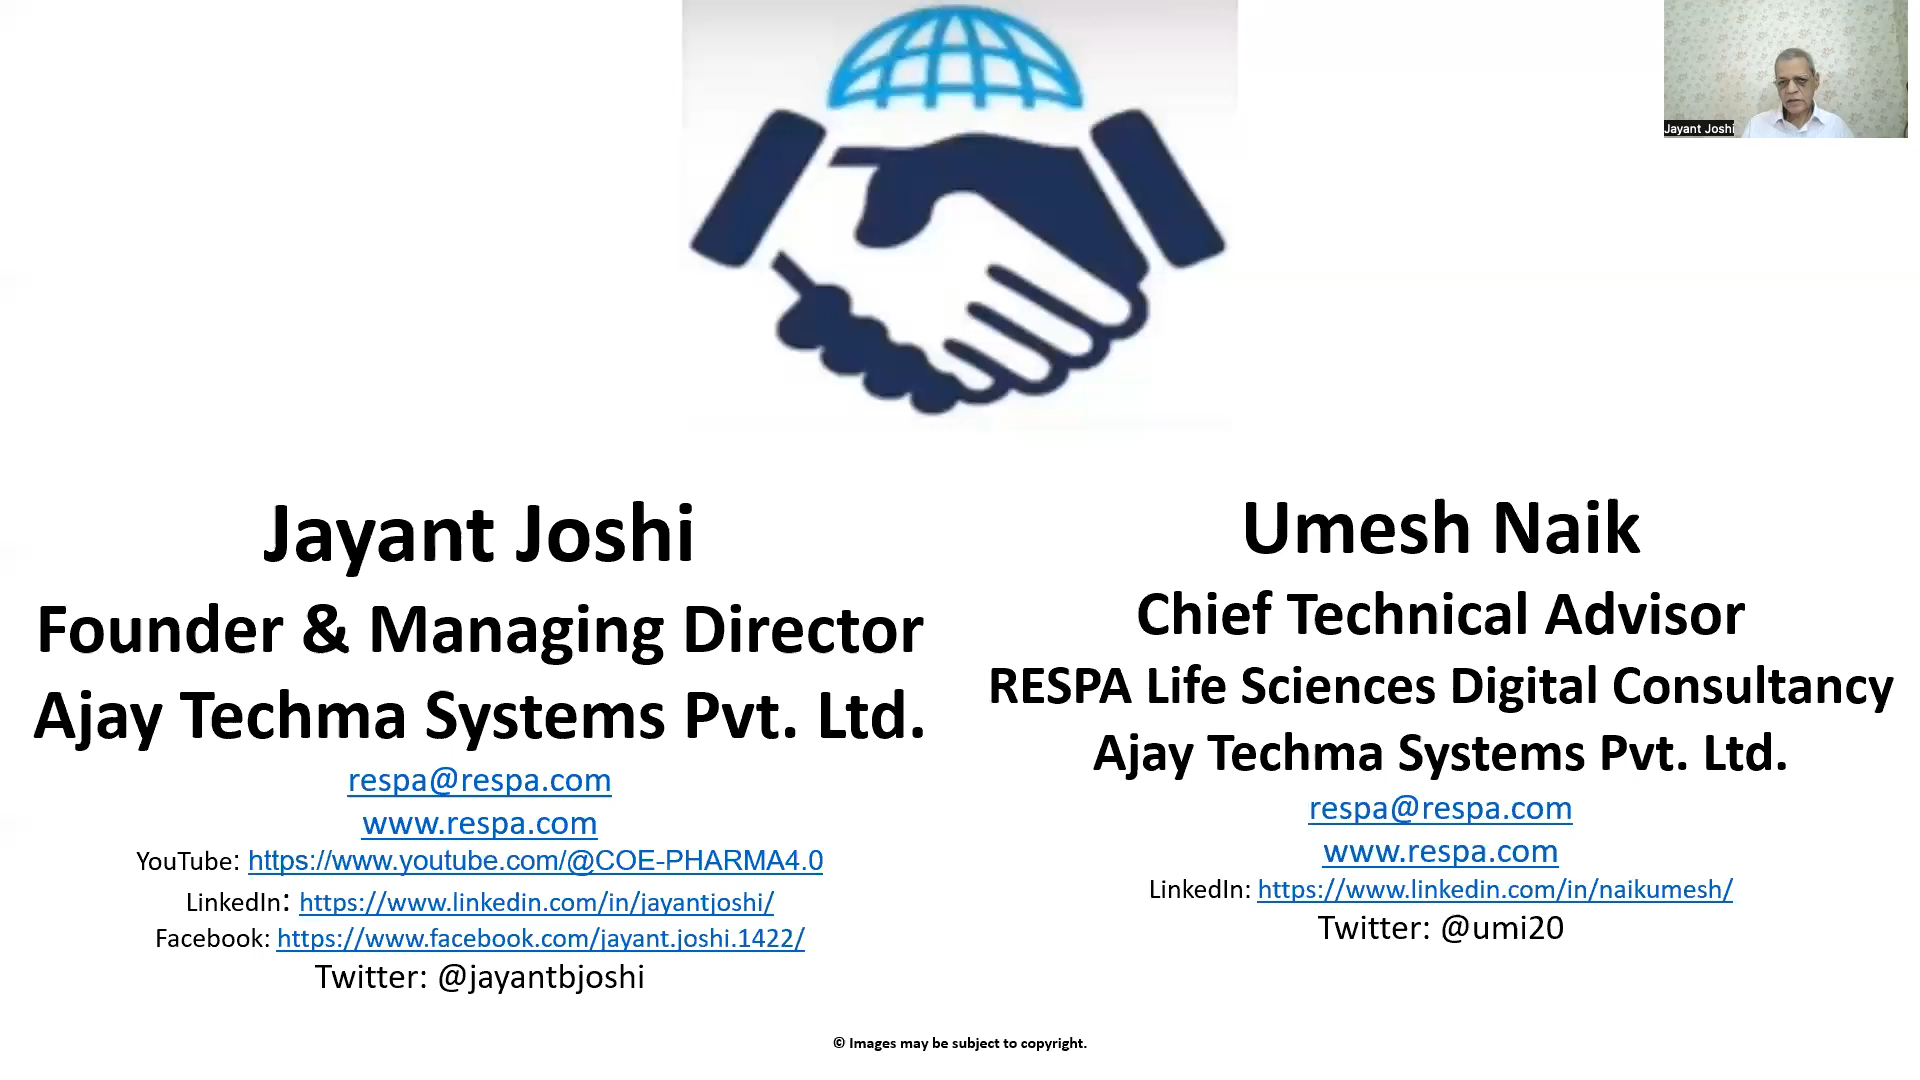 Jayant Joshi
Jayant Joshi
Founder & Managing Director
Ajay Techma Systems Pvt. Ltd.
respa@respa.com
www.respa.com
YouTube: https://www.youtube.com/@COE-PHARMA4.0
LinkedIn: https://www.linkedin.com/in/jayantjoshi/
Facebook: https://www.facebook.com/jayant.joshi.1422/
Twitter: @jayantbjoshi
Umesh Naik
Chief Technical Advisor
RESPA Life Sciences Digital Consultancy
Ajay Techma Systems Pvt. Ltd.
respa@respa.com
www.respa.com
LinkedIn: https://www.linkedin.com/in/naikumesh/
Twitter: @umi20
© Images may be subject to copyright.